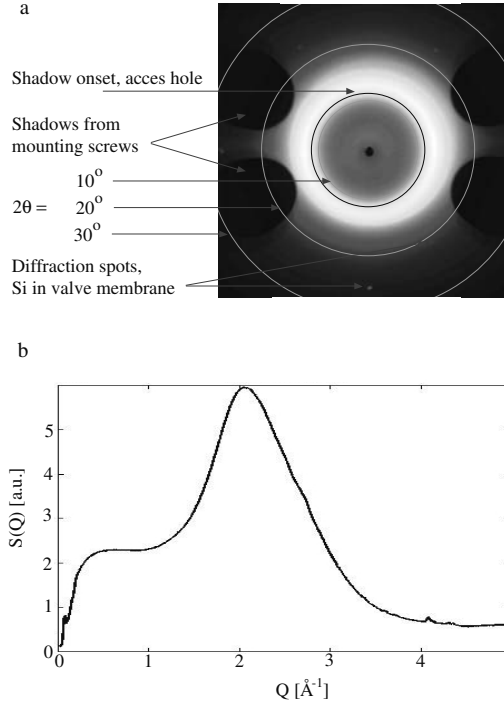 a
Shadow onset, acces hole
Shadows from
mounting screws
10°
2θ = 20°
30°
Diffraction spots,
Si in valve membrane
b
5
4
3
2
1
0
S(Q) [a.u.]
0 1 2 3 4
Q [Å⁻¹]